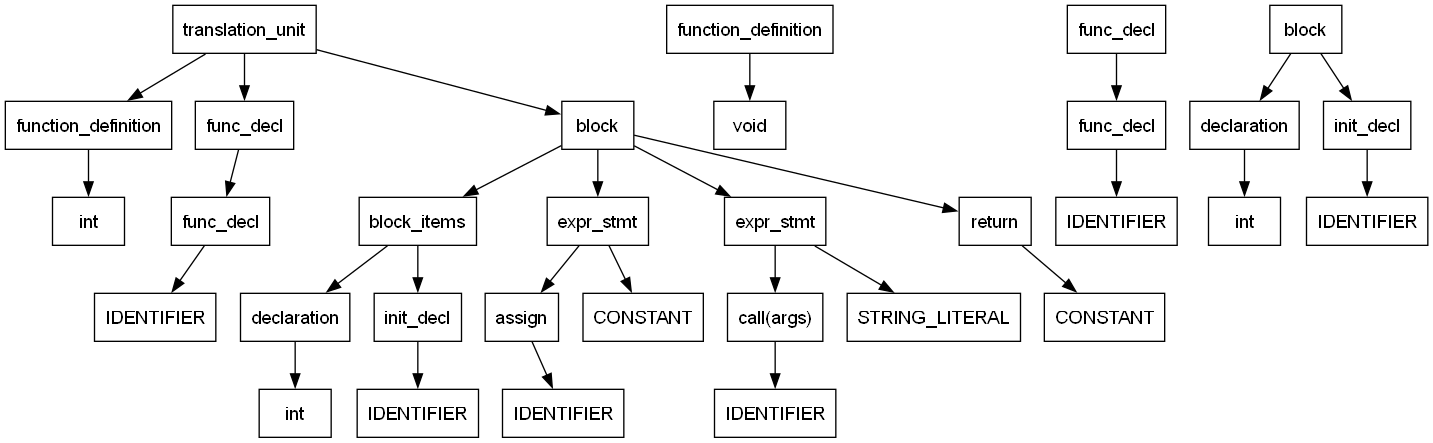 translation_unit
function_definition
func_decl
block
function_definition
func_decl
block
void
func_decl
declaration
init_decl
int
func_decl
block_items
expr_stmt
expr_stmt
return
IDENTIFIER
int
IDENTIFIER
IDENTIFIER
declaration
init_decl
assign
CONSTANT
call(args)
STRING_LITERAL
CONSTANT
int
IDENTIFIER
IDENTIFIER
IDENTIFIER